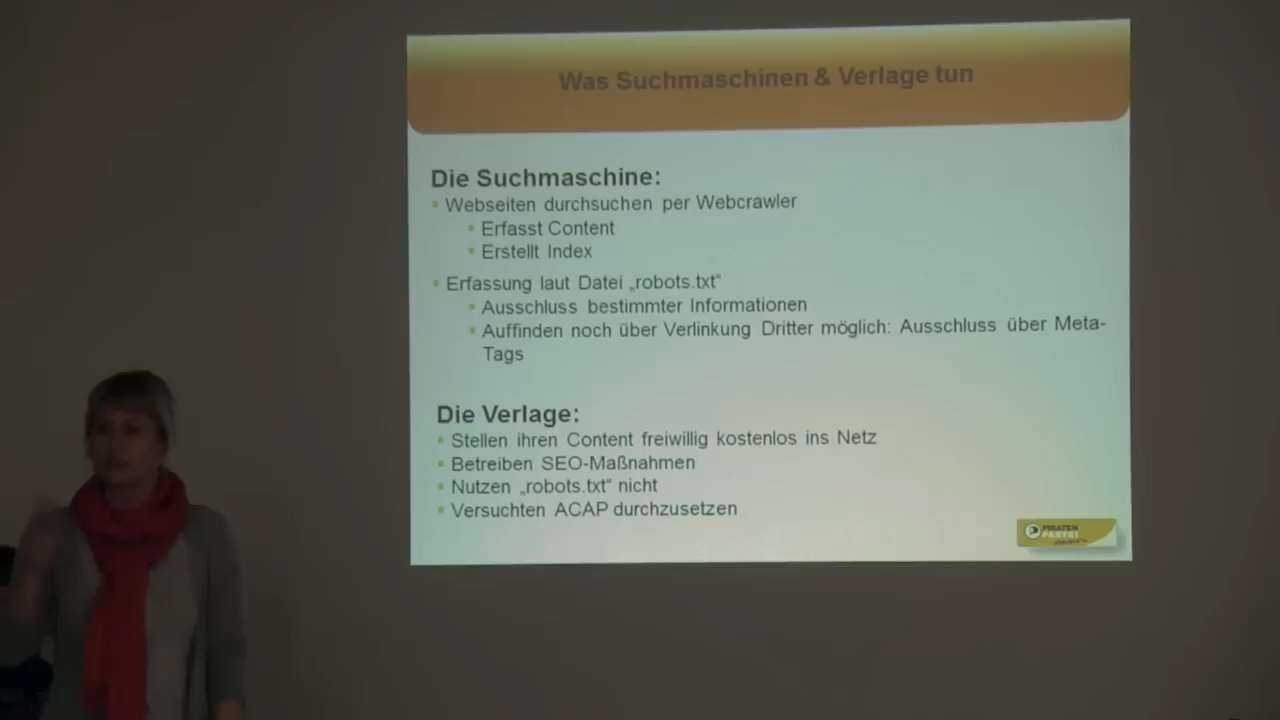 Was Suchmaschinen & Verlage tun
Die Suchmaschine:
Webseiten durchsuchen per Webcrawler
Erfasst Content
Erstellt Index
Erfassung laut Datei „robots.txt“
Ausschluss bestimmter Informationen
Auffinden noch über Verlinkung Dritter möglich: Ausschluss über Meta-
Tags
Die Verlage:
Stellen ihren Content freiwillig kostenlos ins Netz
Betreiben SEO-Maßnahmen
Nutzen „robots.txt“ nicht
Versuchten ACAP durchzusetzen
PIRATEN
PARTEI